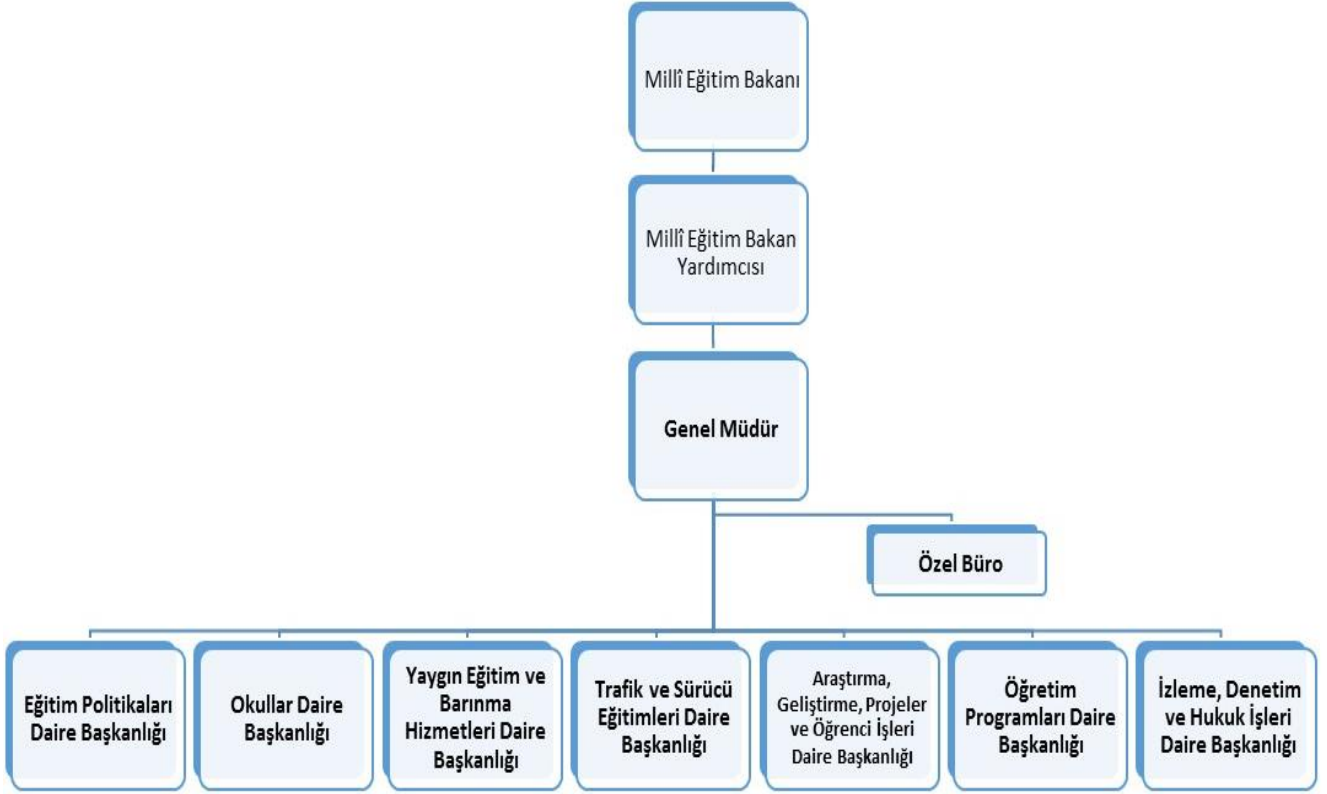 Millî Eğitim Bakanı
Millî Eğitim Bakan
Yardımcısı
Genel Müdür
Özel Büro
Eğitim Politikaları
Daire Başkanlığı
Okullar Daire
Başkanlığı
Yaygın Eğitim ve
Barınma
Hizmetleri Daire
Başkanlığı
Trafik ve Sürücü
Eğitimleri Daire
Başkanlığı
Araştırma,
Geliştirme, Projeler
ve Öğrenci İşleri
Daire Başkanlığı
Öğretim
Programları Daire
Başkanlığı
İzleme, Denetim
ve Hukuk İşleri
Daire Başkanlığı